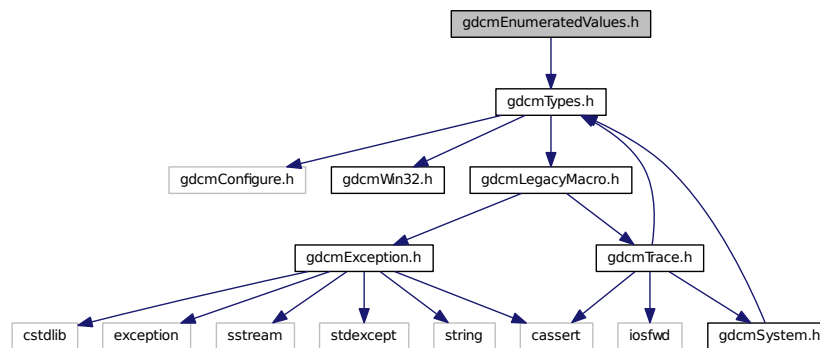 gdcmEnumeratedValues.h
gdcmTypes.h
gdcmConfigure.h
gdcmWin32.h
gdcmLegacyMacro.h
gdcmException.h
gdcmTrace.h
cstdlib
exception
sstream
stdexcept
string
cassert
iosfwd
gdcmSystem.h